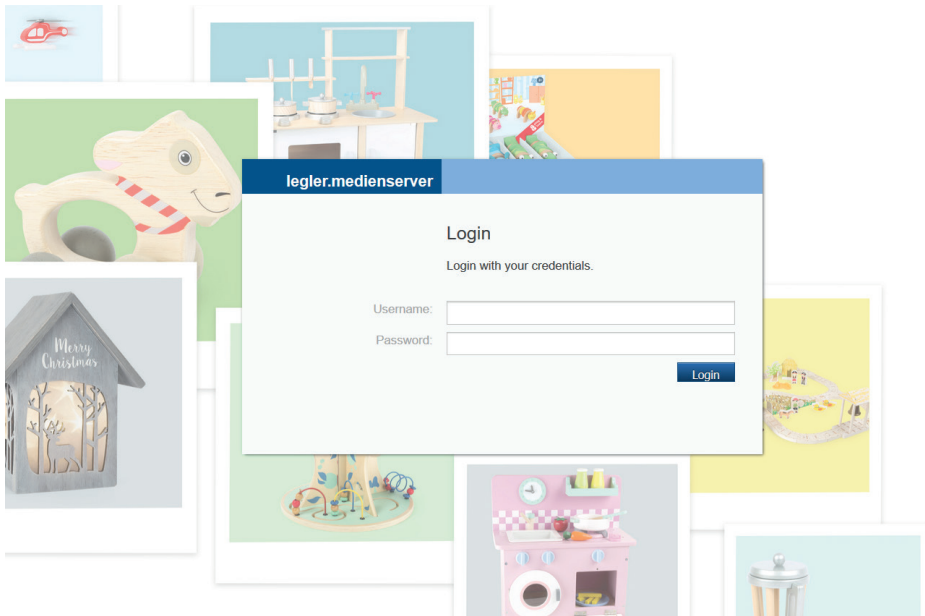 legler.medienserver
Login
Login with your credentials.
Username:
Password:
Login
Merry
Christmas